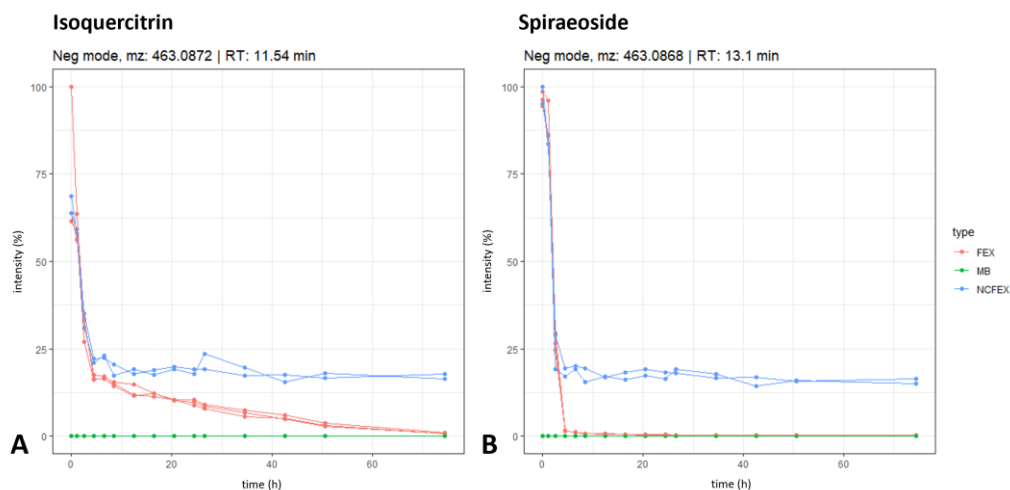 Isoquercitrin
Neg mode, mz: 463.0872 | RT: 11.54 min
100
75
50
25
0
intensity (%)
0
20
40
60
time (h)
A
Spiraeoside
Neg mode, mz: 463.0868 | RT: 13.1 min
100
75
50
25
0
intensity (%)
0
20
40
60
time (h)
B
type
FEX
MB
NCFEX